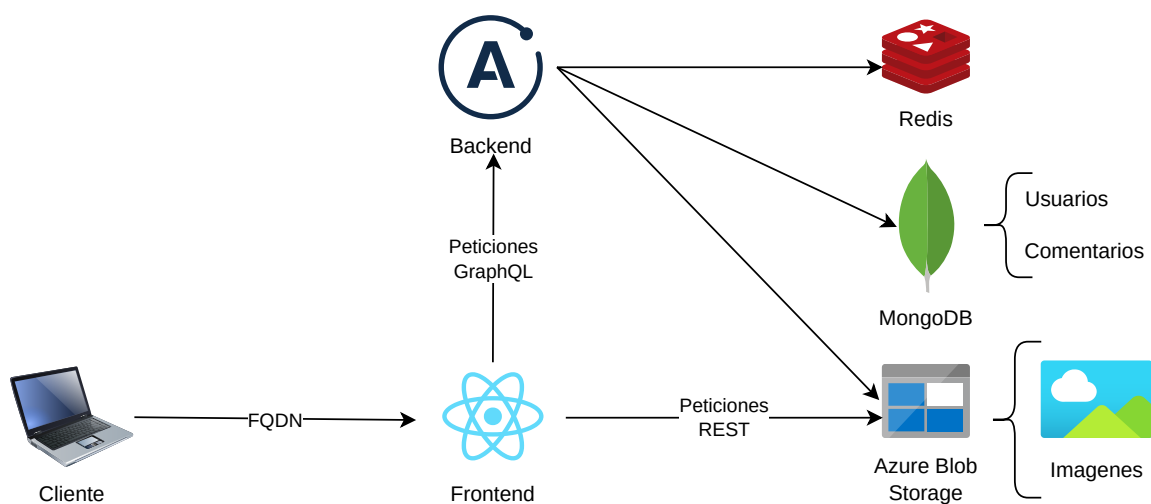 Backend
Redis
Usuarios
Comentarios
Peticiones
GraphQL
MongoDB
FQDN
Peticiones
REST
Cliente
Frontend
Azure Blob
Storage
Imagenes